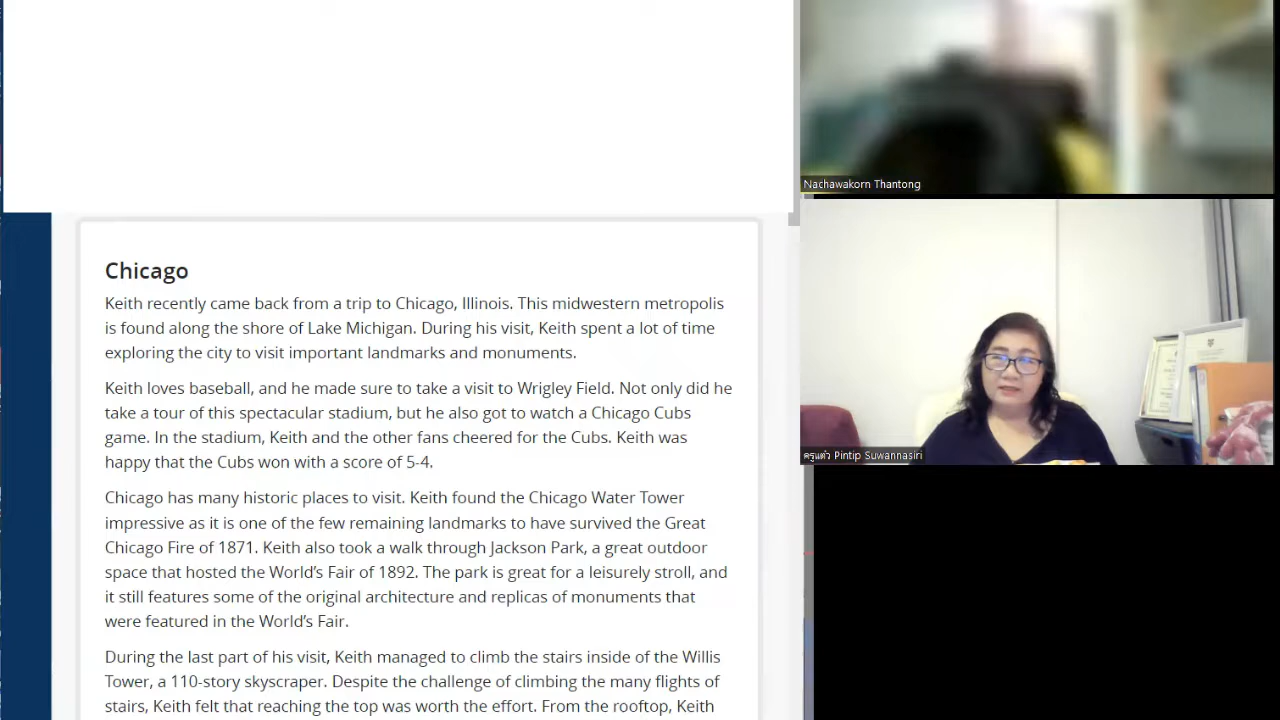 Chicago
Keith recently came back from a trip to Chicago, Illinois. This midwestern metropolis
is found along the shore of Lake Michigan. During his visit, Keith spent a lot of time
exploring the city to visit important landmarks and monuments.
Keith loves baseball, and he made sure to take a visit to Wrigley Field. Not only did he
take a tour of this spectacular stadium, but he also got to watch a Chicago Cubs
game. In the stadium, Keith and the other fans cheered for the Cubs. Keith was
happy that the Cubs won with a score of 5-4.
Chicago has many historic places to visit. Keith found the Chicago Water Tower
impressive as it is one of the few remaining landmarks to have survived the Great
Chicago Fire of 1871. Keith also took a walk through Jackson Park, a great outdoor
space that hosted the World’s Fair of 1892. The park is great for a leisurely stroll, and
it still features some of the original architecture and replicas of monuments that
were featured in the World’s Fair.
During the last part of his visit, Keith managed to climb the stairs inside of the Willis
Tower, a 110-story skyscraper. Despite the challenge of climbing the many flights of
stairs, Keith felt that reaching the top was worth the effort. From the rooftop, Keith
Nachawakorn Thantong
ครูแต๋ว Pintip Suwannasiri